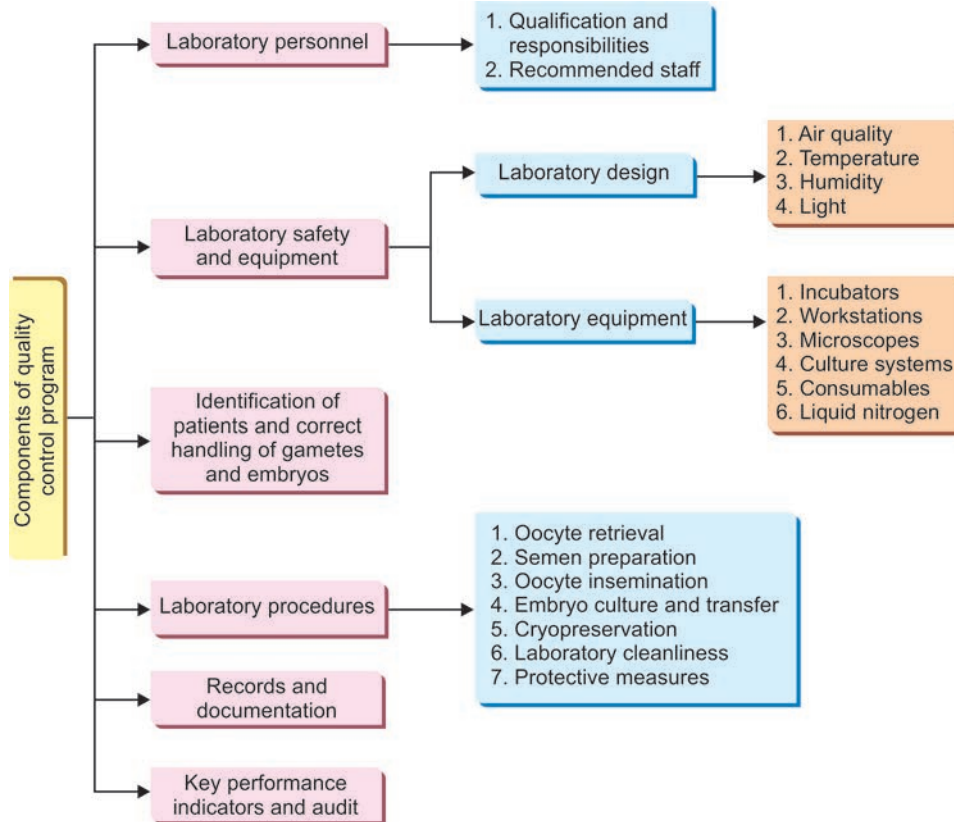 Components of quality
control program
Laboratory personnel
1. Qualification and
responsibilities
2. Recommended staff
Laboratory safety
and equipment
Laboratory design
1. Air quality
2. Temperature
3. Humidity
4. Light
Laboratory equipment
1. Incubators
2. Workstations
3. Microscopes
4. Culture systems
5. Consumables
6. Liquid nitrogen
Identification of
patients and correct
handling of gametes
and embryos
Laboratory procedures
1. Oocyte retrieval
2. Semen preparation
3. Oocyte insemination
4. Embryo culture and transfer
5. Cryopreservation
6. Laboratory cleanliness
7. Protective measures
Records and
documentation
Key performance
indicators and audit